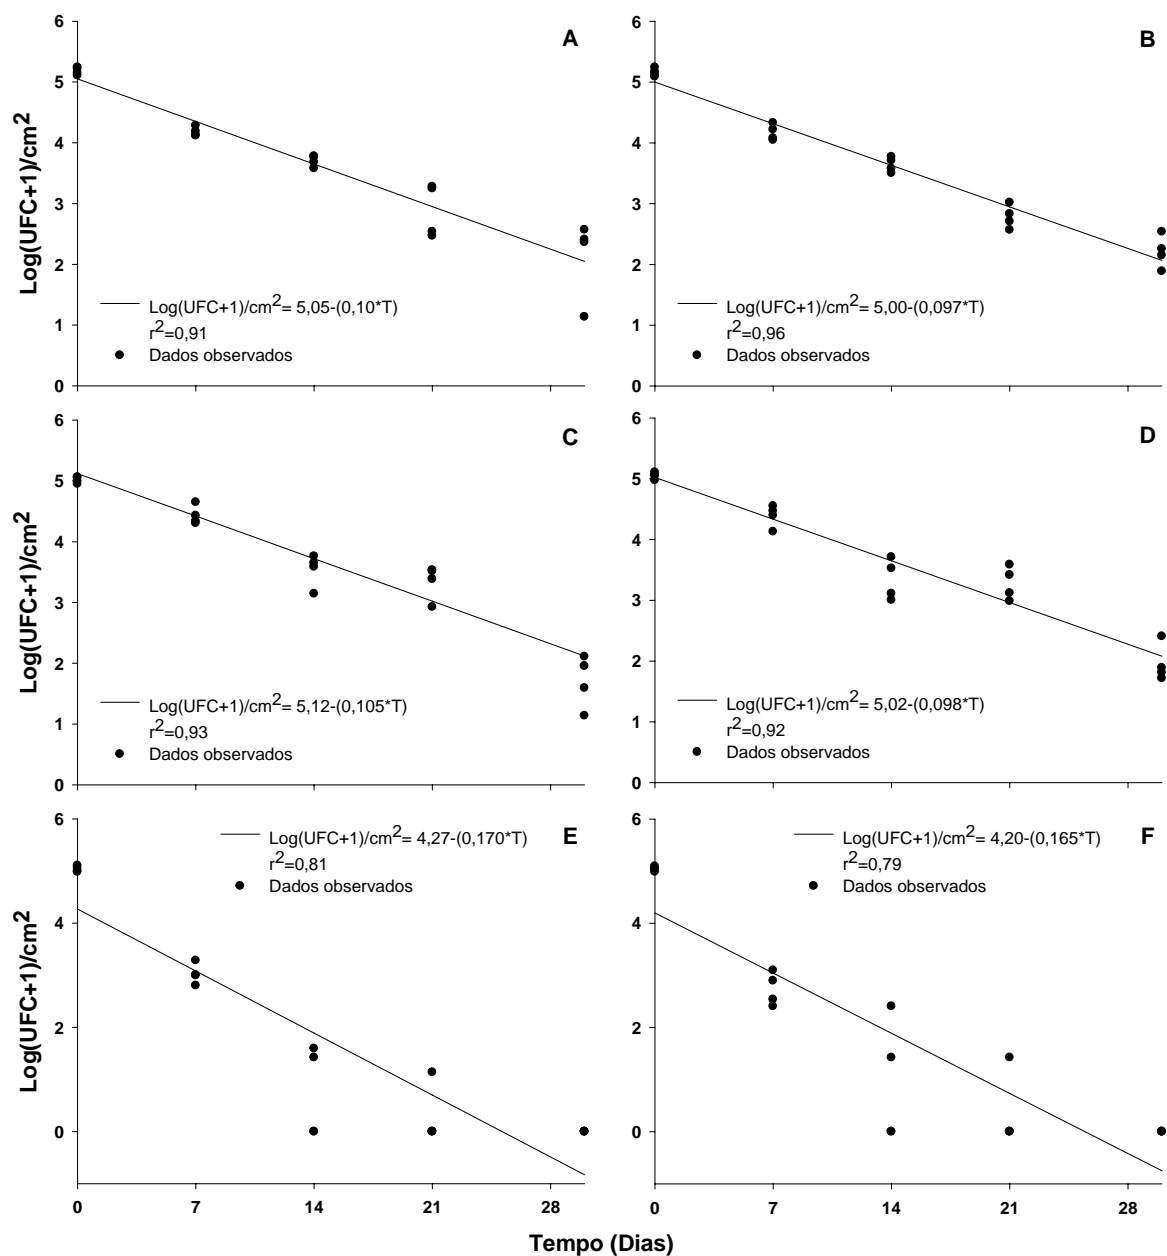 A
6
5
4
3
2
1
0
Log(UFC+1)/cm2
Log(UFC+1)/cm2= 5,05-(0,10*T)
r2=0,91
Dados observados
B
6
5
4
3
2
1
0
Log(UFC+1)/cm2= 5,00-(0,097*T)
r2=0,96
Dados observados
C
6
5
4
3
2
1
0
Log(UFC+1)/cm2
Log(UFC+1)/cm2= 5,12-(0,105*T)
r2=0,93
Dados observados
D
6
5
4
3
2
1
0
Log(UFC+1)/cm2= 5,02-(0,098*T)
r2=0,92
Dados observados
E
Log(UFC+1)/cm2= 4,27-(0,170*T)
r2=0,81
Dados observados
6
4
2
0
Log(UFC+1)/cm2
0 7 14 21 28
F
Log(UFC+1)/cm2= 4,20-(0,165*T)
r2=0,79
Dados observados
6
4
2
0
0 7 14 21 28
Tempo (Dias)